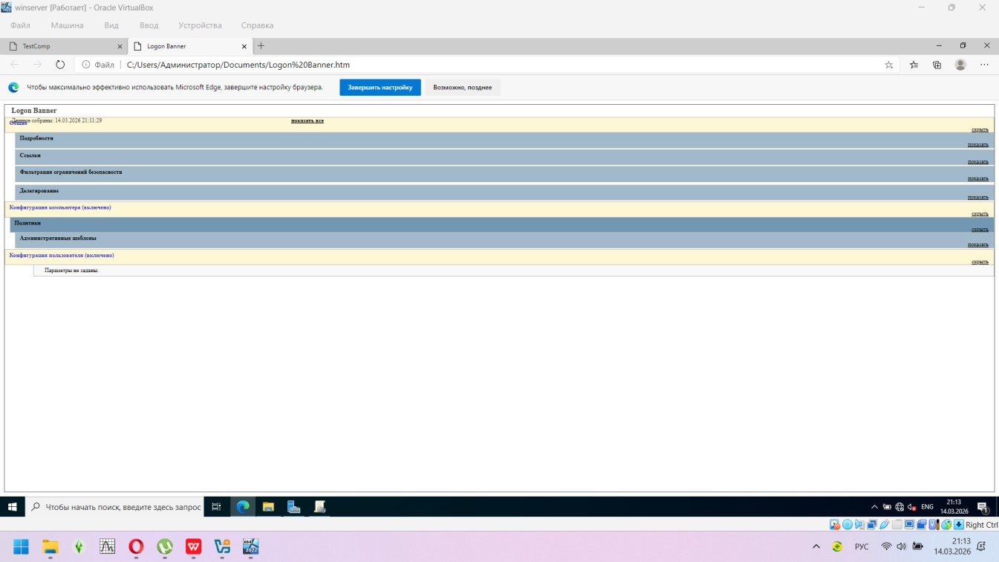 winserver [Работает] - Oracle VirtualBox
Файл Машина Вид Ввод Устройства Справка
TestComp Logon Banner
Файл C:/Users/Администратор/Documents/Logon%20Banner.htm
Чтобы максимально эффективно использовать Microsoft Edge, завершите настройку браузера. Завершить настройку Возможно, позднее
Logon Banner
Данные собраны: 14.03.2026 21:11:29 показать все
Общие
скрыть
Подробности
показать
Ссылки
показать
Фильтрация ограничений безопасности
показать
Делегирование
показать
Конфигурация компьютера (включено)
скрыть
Политики
скрыть
Административные шаблоны
показать
Конфигурация пользователя (включено)
скрыть
Параметры не заданы.
Чтобы начать поиск, введите здесь запрос ENG 21:13
14.03.2026
1
Right Ctrl
x64
2022
РУС 21:13
14.03.2026